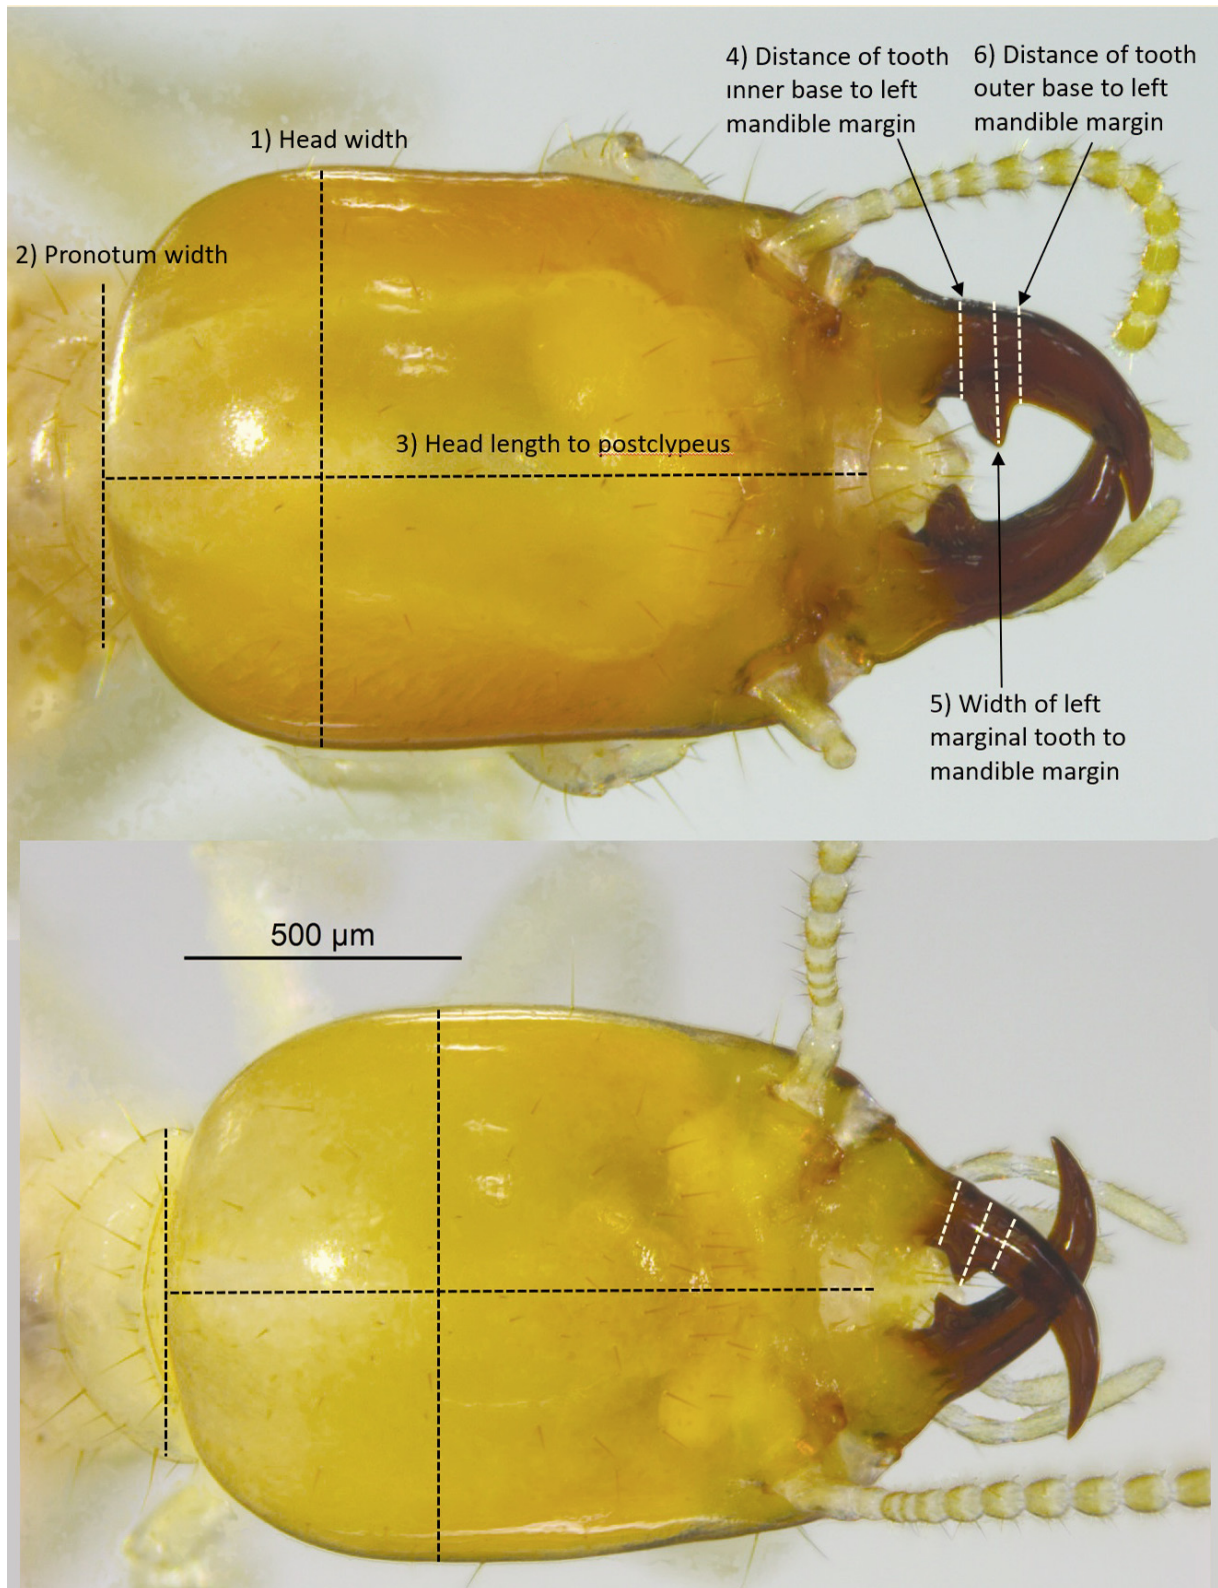 4) Distance of tooth
inner base to left
mandible margin
6) Distance of tooth
outer base to left
mandible margin
1) Head width
2) Pronotum width
3) Head length to postclypeus
5) Width of left
marginal tooth to
mandible margin
500 µm